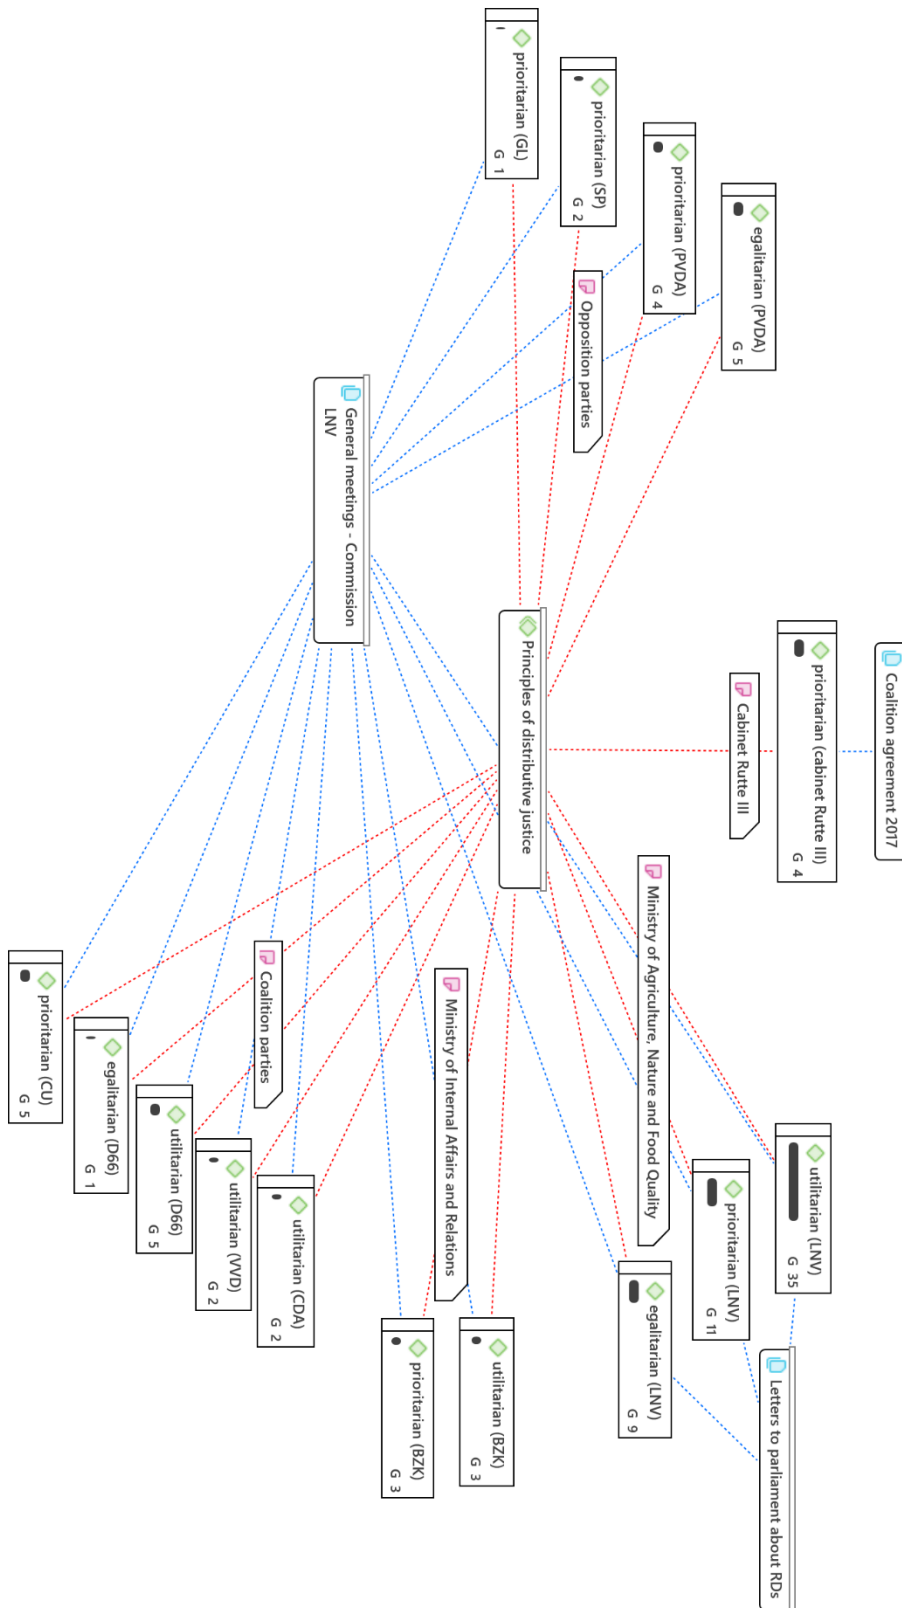 Coalition agreement 2017
prioritarian (cabinet Rutte III)
G 4
Cabinet Rutte III
egalitarian (PVDA)
G 5
prioritarian (PVDA)
G 4
prioritarian (SP)
G 2
prioritarian (GL)
G 1
Opposition parties
Principles of distributive justice
General meetings - Commission
LNV
Ministry of Agriculture, Nature and Food Quality
utilitarian (LNV)
G 35
prioritarian (LNV)
G 11
egalitarian (LNV)
G 9
Letters to parliament about RDs
Ministry of Internal Affairs and Relations
utilitarian (BZK)
G 3
prioritarian (BZK)
G 3
Coalition parties
utilitarian (CDA)
G 2
utilitarian (VVD)
G 2
utilitarian (D66)
G 5
egalitarian (D66)
G 1
prioritarian (CU)
G 5